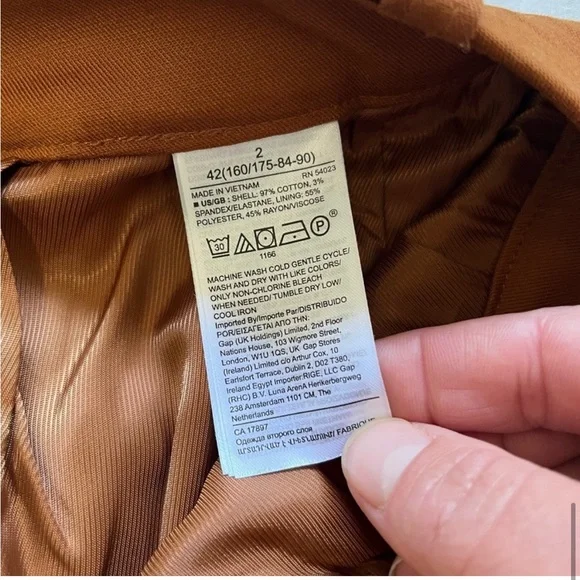 2
42(160/175-84-90)
MADE IN VIETNAM RN 54023
■ US/GB : SHELL: 97% COTTON, 3%
SPANDEX/ELASTANE, LINING: 55%
POLYESTER, 45% RAYON/VISCOSE
30 P ®
1166
MACHINE WASH COLD GENTLE CYCLE/
WASH AND DRY WITH LIKE COLORS/
ONLY NON-CHLORINE BLEACH
WHEN NEEDED/ TUMBLE DRY LOW/
COOL IRON
Imported By/Importe Par/DISTRIBUIDO
POR/ΕΙΣΑΓΕΤΑΙ ΑΠΟ ΤΗΝ:
Gap (UK Holdings) Limited, 2nd Floor
Nations House, 103 Wigmore Street,
London, W1U 1QS, UK Gap Stores
(Ireland) Limited c/o Arthur Cox, 10
Earlsfort Terrace, Dublin 2, D02 T380,
Ireland Egypt Importer RIGE, LLC Gap
(RHC) B.V. Luna ArenA Herikerbergweg
238 Amsterdam 1101 CM, The
Netherlands
CA 17897
Одежда второго слоя
ԱՐՏԱԴՐՎԱԾ Է ՎԻԵՏՆԱՄՈՒՄ/ FABRIQUÉ